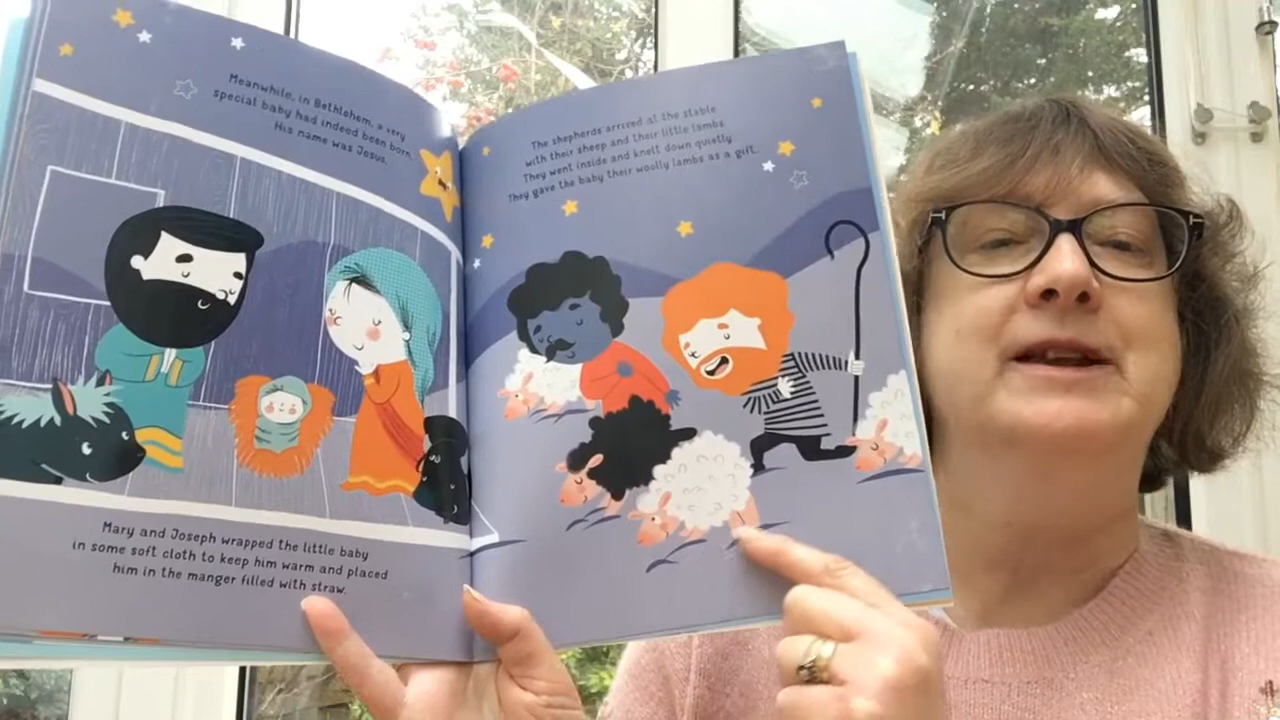 Meanwhile, in Bethlehem, a very
special baby had indeed been born.
His name was Jesus.
Mary and Joseph wrapped the little baby
in some soft cloth to keep him warm and placed
him in the manger filled with straw.
The shepherds arrived at the stable
with their sheep and their little lambs
They went inside and knelt down quietly
They gave the baby their woolly lambs as a gift.